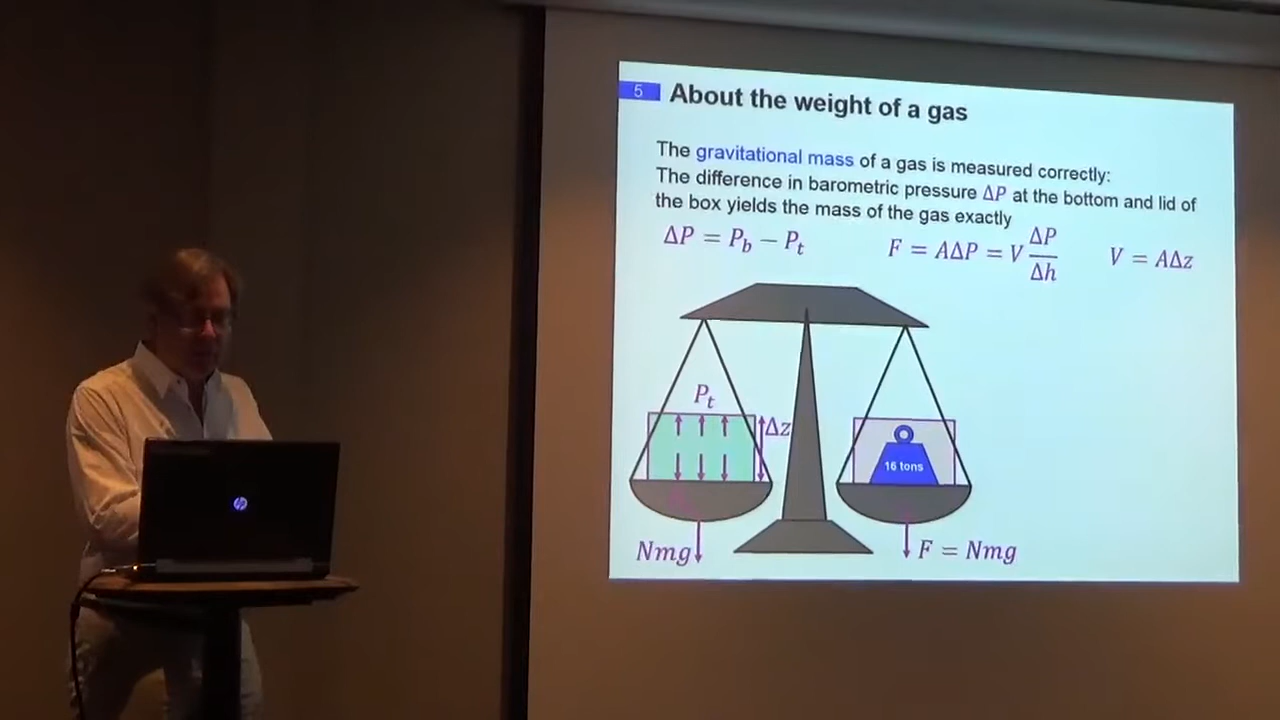 5 About the weight of a gas
The gravitational mass of a gas is measured correctly:
The difference in barometric pressure ΔP at the bottom and lid of
the box yields the mass of the gas exactly
ΔP = P_b − P_t F = AΔP = V ΔP/Δh V = AΔz
P_t
Δz
16 tons
Nmg
F = Nmg
hp